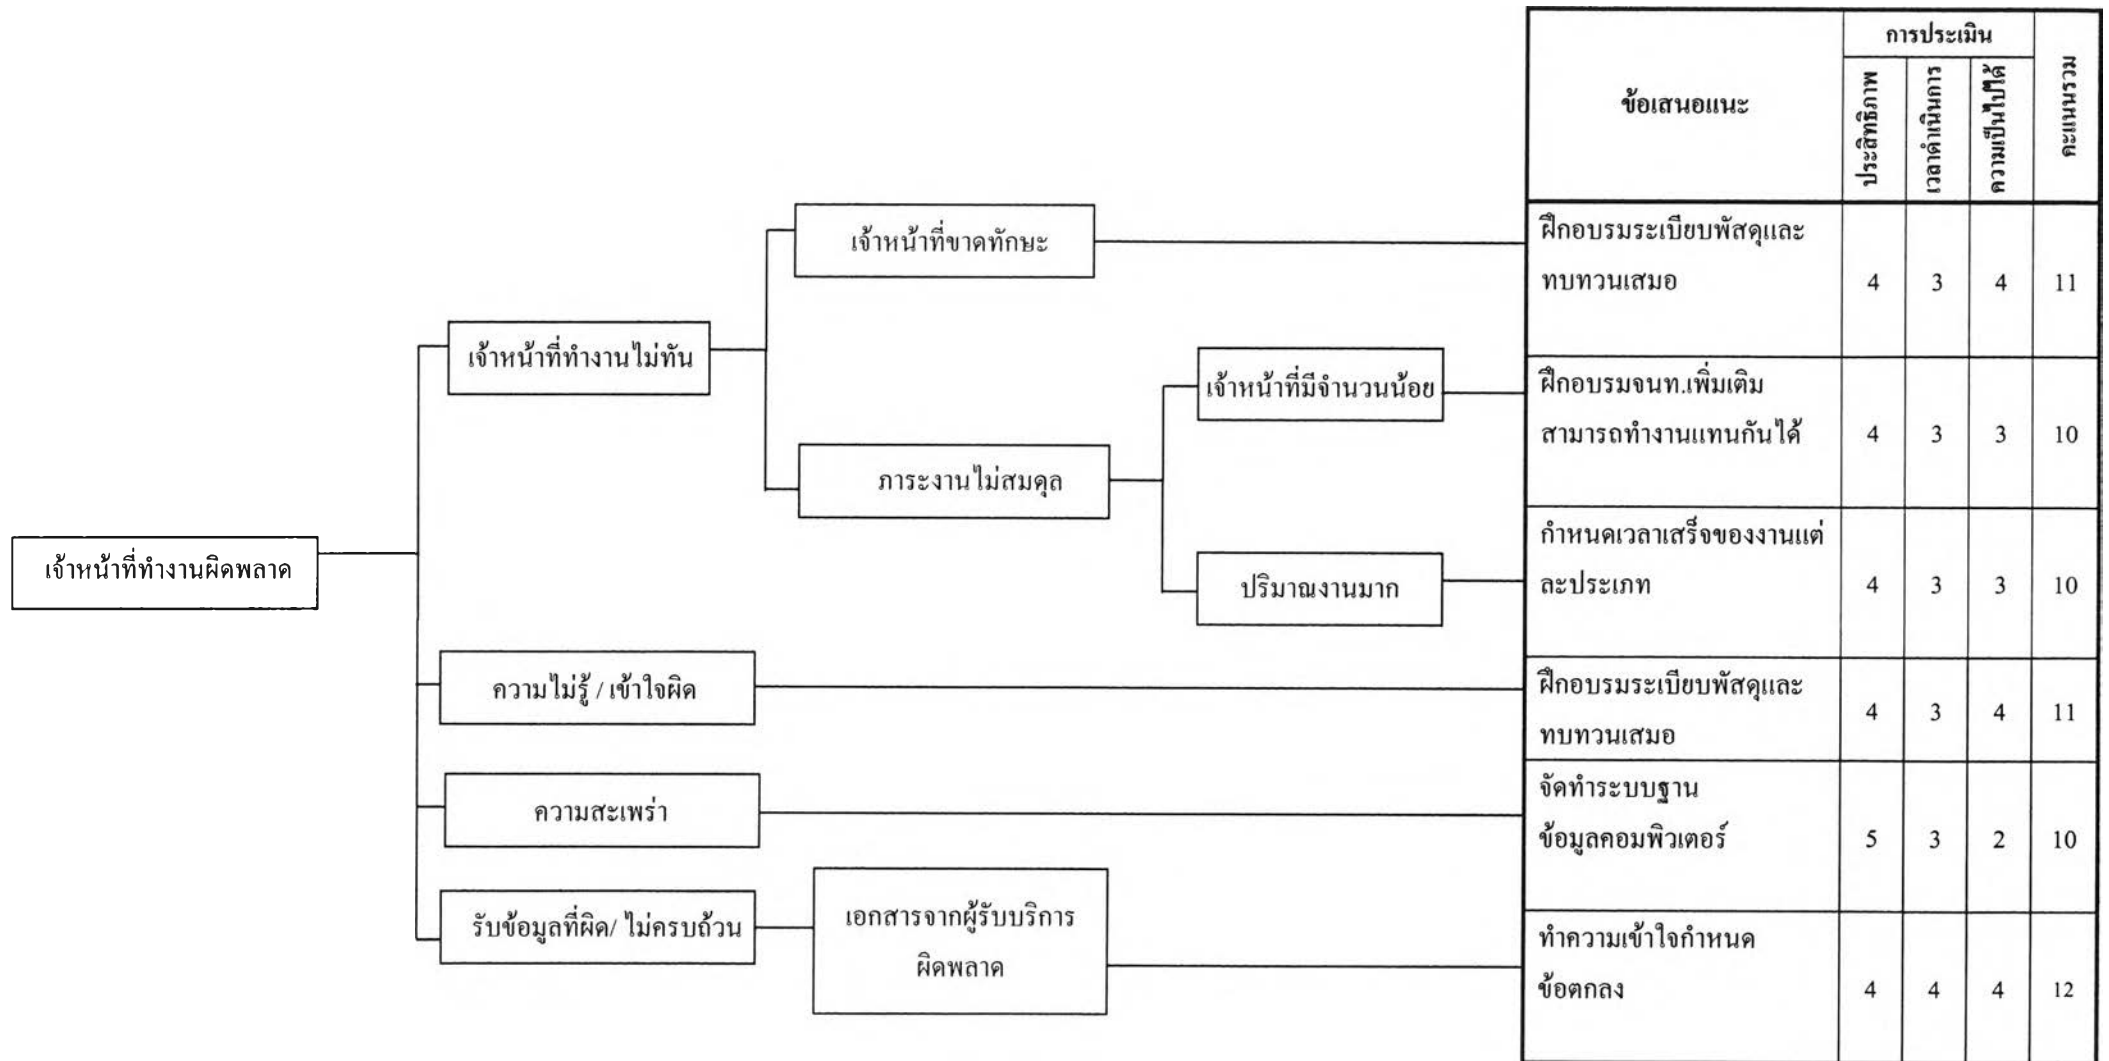 ข้อเสนอแนะ
การประเมิน
ประสิทธิภาพ
เวลาดำเนินการ
ความเป็นไปได้
คะแนนรวม
เจ้าหน้าที่ทำงานผิดพลาด
เจ้าหน้าที่ทำงานไม่ทัน
เจ้าหน้าที่ขาดทักษะ
ฝึกอบรมระเบียบพัสดุและ
ทบทวนเสมอ
4 3 4 11
ภาระงานไม่สมดุล
เจ้าหน้าที่มีจำนวนน้อย
ฝึกอบรมจนท.เพิ่มเติม
สามารถทำงานแทนกันได้
4 3 3 10
ปริมาณงานมาก
กำหนดเวลาเสร็จของงานแต่
ละประเภท
4 3 3 10
ความไม่รู้ / เข้าใจผิด
ฝึกอบรมระเบียบพัสดุและ
ทบทวนเสมอ
4 3 4 11
ความสะเพร่า
จัดทำระบบฐาน
ข้อมูลคอมพิวเตอร์
5 3 2 10
รับข้อมูลที่ผิด/ ไม่ครบถ้วน
เอกสารจากผู้รับบริการ
ผิดพลาด
ทำความเข้าใจกำหนด
ข้อตกลง
4 4 4 12